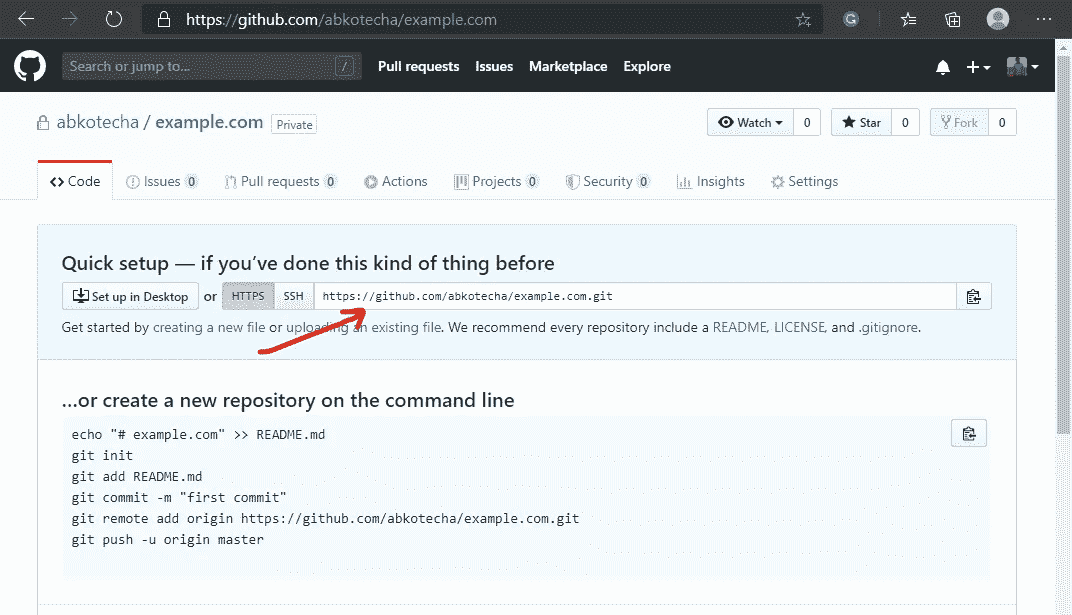 https://github.com/abkotecha/example.com
Search or jump to... /
Pull requests Issues Marketplace Explore
abkotecha / example.com Private
Watch 0 Star 0 Fork 0
Code Issues 0 Pull requests 0 Actions Projects 0 Security 0 Insights Settings
Quick setup — if you’ve done this kind of thing before
Set up in Desktop or HTTPS SSH https://github.com/abkotecha/example.com.git
Get started by creating a new file or uploading an existing file. We recommend every repository include a README, LICENSE, and .gitignore.
...or create a new repository on the command line
echo "# example.com" >> README.md
git init
git add README.md
git commit -m "first commit"
git remote add origin https://github.com/abkotecha/example.com.git
git push -u origin master